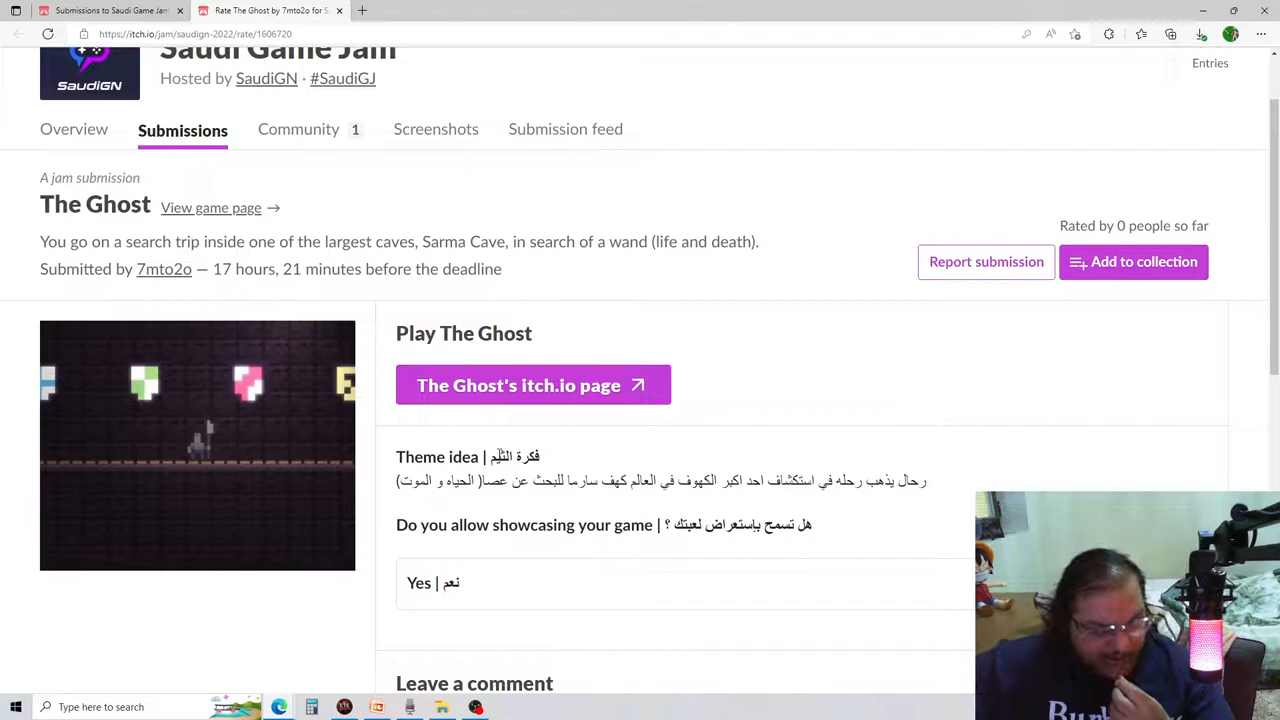 Submissions to Saudi Game Jam
Rate The Ghost by 7mto2o for S
https://itch.io/jam/saudign-2022/rate/1606720
SaudiGN
Saudi Game Jam
Hosted by SaudiGN · #SaudiGJ
Entries
Overview
Submissions
Community 1
Screenshots
Submission feed
A jam submission
The Ghost View game page →
You go on a search trip inside one of the largest caves, Sarma Cave, in search of a wand (life and death).
Submitted by 7mto2o — 17 hours, 21 minutes before the deadline
Rated by 0 people so far
Report submission
Add to collection
Play The Ghost
The Ghost's itch.io page
Theme idea | فكرة الثيم
رحال يذهب رحله في استكشاف احد اكبر الكهوف في العالم كهف سارما للبحث عن عصا( الحياه و الموت)
Do you allow showcasing your game | هل تسمح بإستعراض لعبتك ؟
Yes | نعم
Leave a comment
Type here to search